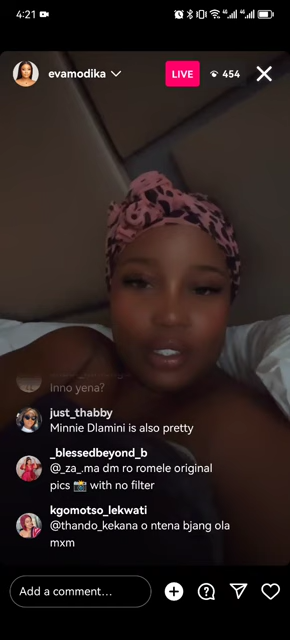 4:21
evamodika
LIVE
454
Inno yena?
just_thabby
Minnie Dlamini is also pretty
_blessedbeyond_b
@_za_.ma dm ro romele original
pics 📸 with no filter
kgomotso_lekwati
@thando_kekana o ntena bjang ola
mxm
Add a comment...